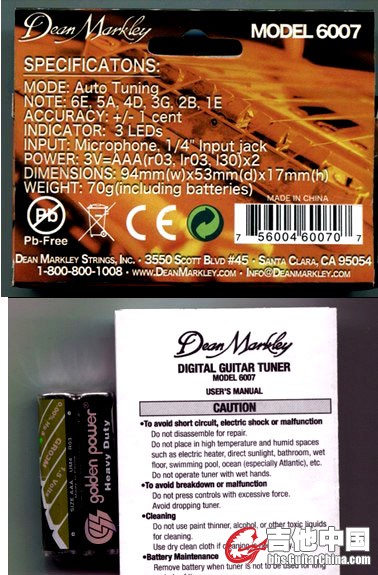 Dean Markley
MODEL 6007
SPECIFICATONS:
MODE: Auto Tuning
NOTE: 6E, 5A, 4D, 3G, 2B, 1E
ACCURACY: +/- 1 cent
INDICATOR: 3 LEDs
INPUT: Microphone, 1/4" Input jack
POWER: 3V=AAA(r03, lr03, l30)x2
DIMENSIONS: 94mm(w)x53mm(d)x17mm(h)
WEIGHT: 70g(including batteries)
MADE IN CHINA
Pb
Pb-Free
CE
7 56004 60070 7
DEAN MARKLEY STRINGS, INC. • 3550 SCOTT BLVD #45 • SANTA CLARA, CA 95054
1-800-800-1008 • WWW.DEANMARKLEY.COM • INFO@DEANMARKLEY.COM
Dean Markley
DIGITAL GUITAR TUNER
MODEL 6007
USER'S MANUAL
CAUTION
•To avoid short circuit, electric shock or malfunction
Do not disassemble for repair.
Do not place in high temperature and humid spaces
such as electric heater, direct sunlight, bathroom, wet
floor, swimming pool, ocean (especially Atlantic), etc.
Do not operate tuner with wet hands.
•To avoid breakdown or malfunction
Do not press controls with excessive force.
Avoid dropping tuner.
•Cleaning
Do not use paint thinner, alcohol, or other toxic liquids
for cleaning.
Use dry clean cloth if cleaning is
•Battery Maintenance
Remove battery when tuner is not to be used for long
golden power
Heavy Duty
SIZE AAA UM4 R03
1.5 Volts
吉他中国
bbs.GuitarChina.com